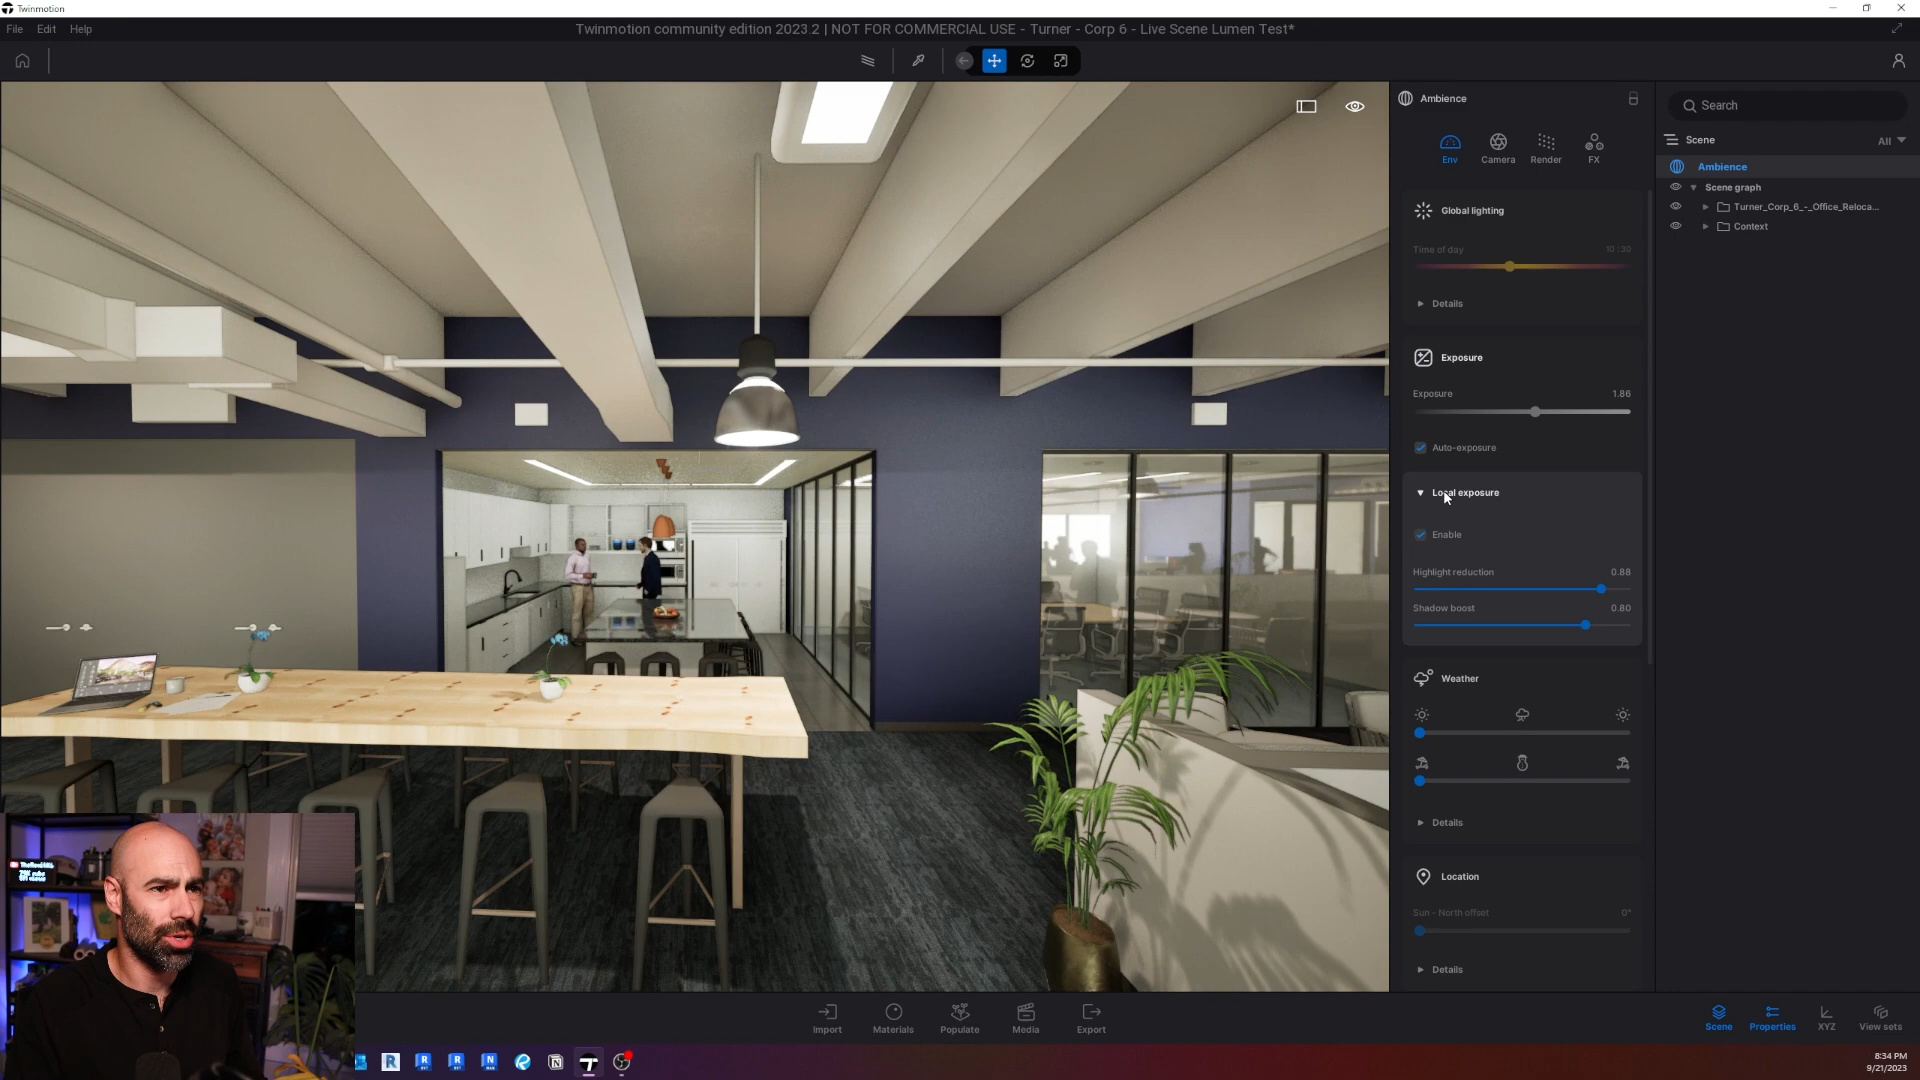 Twinmotion
File Edit Help
Twinmotion community edition 2023.2 | NOT FOR COMMERCIAL USE - Turner - Corp 6 - Live Scene Lumen Test*
Ambience
Env Camera Render FX
Global lighting
Time of day 10:30
Details
Exposure
Exposure 1.86
Auto-exposure
Local exposure
Enable
Highlight reduction 0.88
Shadow boost 0.80
Weather
Details
Location
Sun - North offset 0°
Details
Search
Scene All
Ambience
Scene graph
Turner_Corp_6_-_Office_Reloca...
Context
Import Materials Populate Media Export
Scene Properties XYZ View sets
8:34 PM
9/21/2023